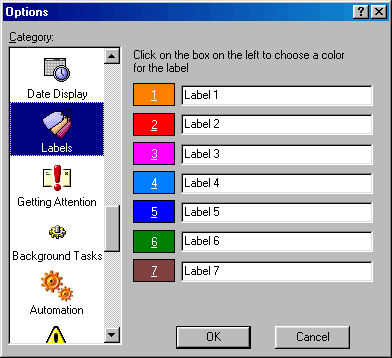 Options
Category:
Date Display
Labels
Getting Attention
Background Tasks
Automation
Click on the box on the left to choose a color
for the label
1 Label 1
2 Label 2
3 Label 3
4 Label 4
5 Label 5
6 Label 6
7 Label 7
OK Cancel